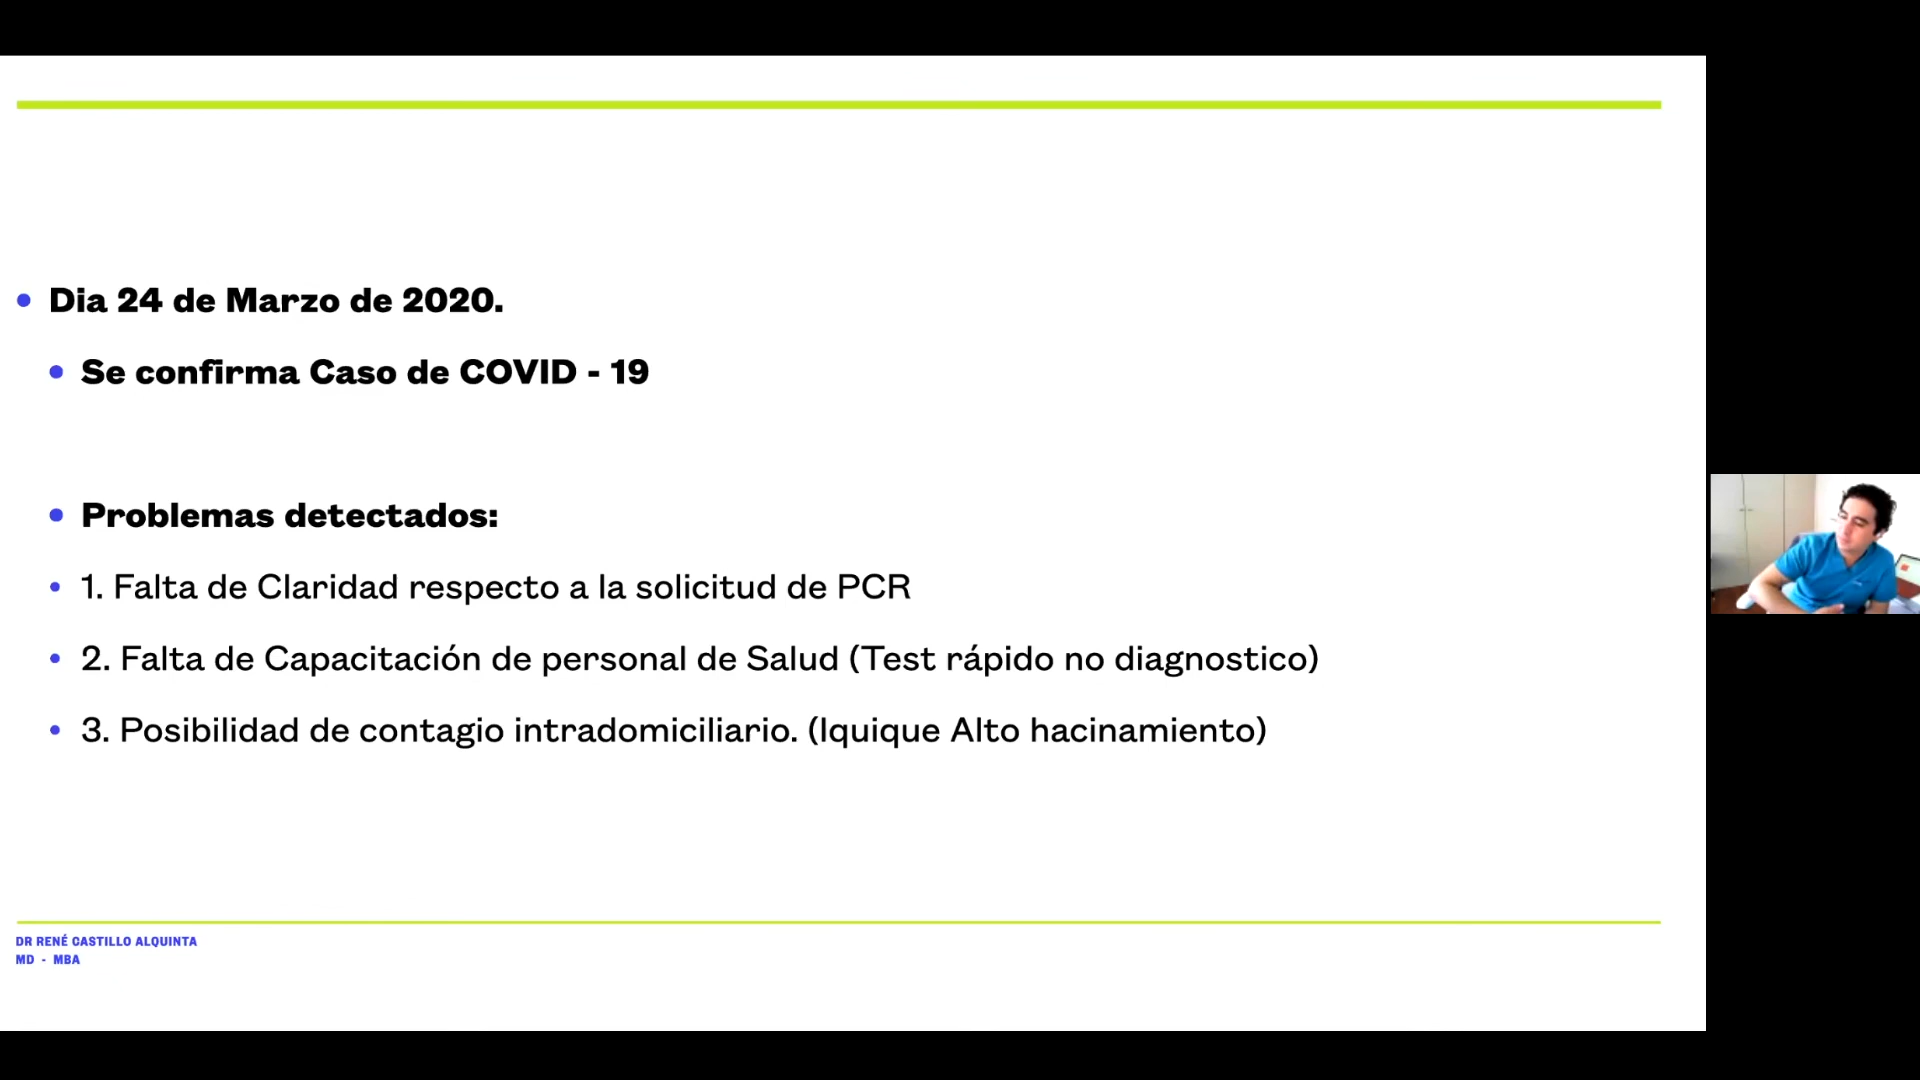 Dia 24 de Marzo de 2020.
Se confirma Caso de COVID - 19
Problemas detectados:
1. Falta de Claridad respecto a la solicitud de PCR
2. Falta de Capacitación de personal de Salud (Test rápido no diagnostico)
3. Posibilidad de contagio intradomiciliario. (Iquique Alto hacinamiento)
DR RENÉ CASTILLO ALQUINTA
MD - MBA